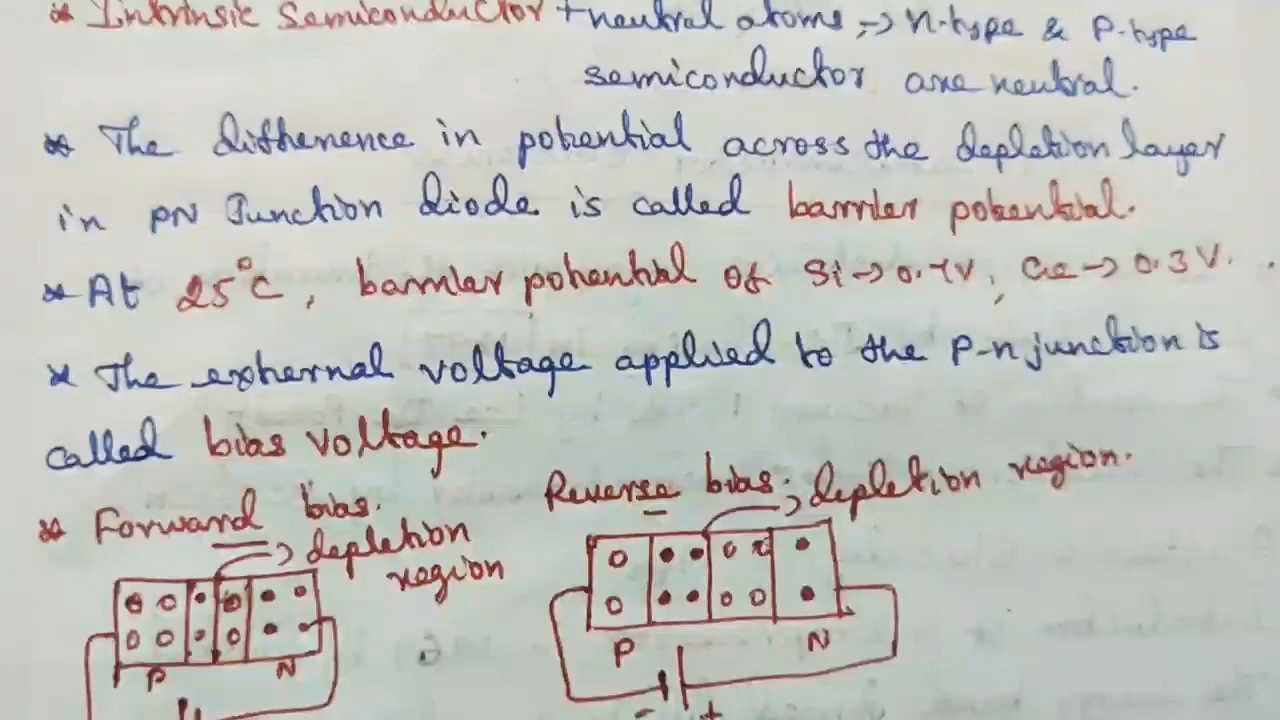 * Intrinsic Semiconductor + neutral atoms, → n-type & P-type
semiconductor are neutral.
* The difference in potential across the depletion layer
in PN Junction diode is called barrier potential.
* At 25°C, barrier potential of Si → 0.7V, Ge → 0.3V.
* The external voltage applied to the P-n junction is
called bias voltage.
* Forward bias.
depletion
region
P N
Reverse bias. depletion region.
P N
- +